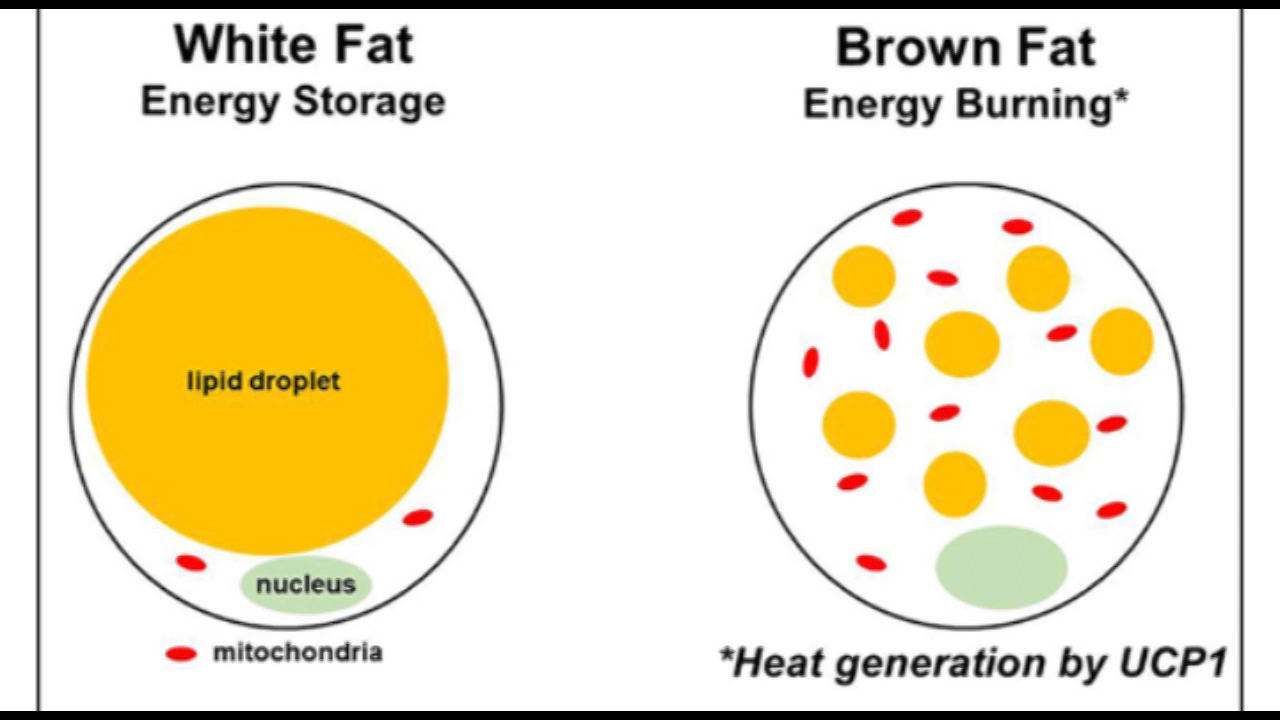 White Fat
Energy Storage
lipid droplet
nucleus
mitochondria
Brown Fat
Energy Burning*
*Heat generation by UCP1